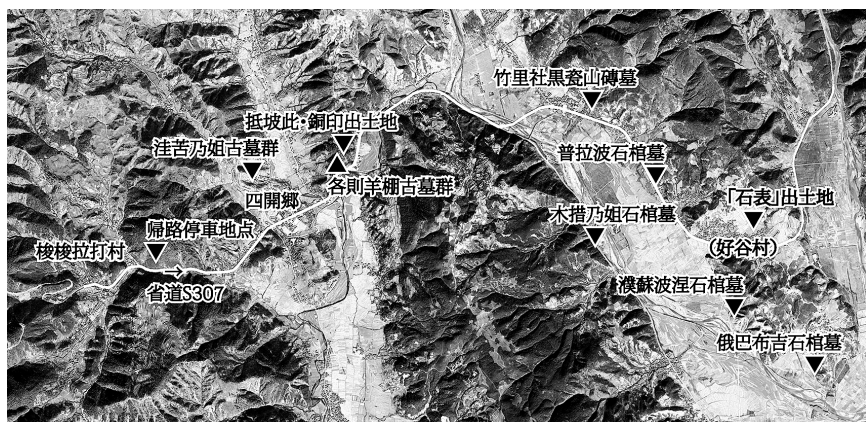 竹里社黒瓷山磚墓
抵坡此・銅印出土地
洼苦乃姐古墓群
普拉波石棺墓
各則羊棚古墓群
四開郷
「石表」出土地
木措乃姐石棺墓
帰路停車地点
(好谷村)
梭梭拉打村
→
省道S307
濮蘇波涅石棺墓
俄巴布吉石棺墓